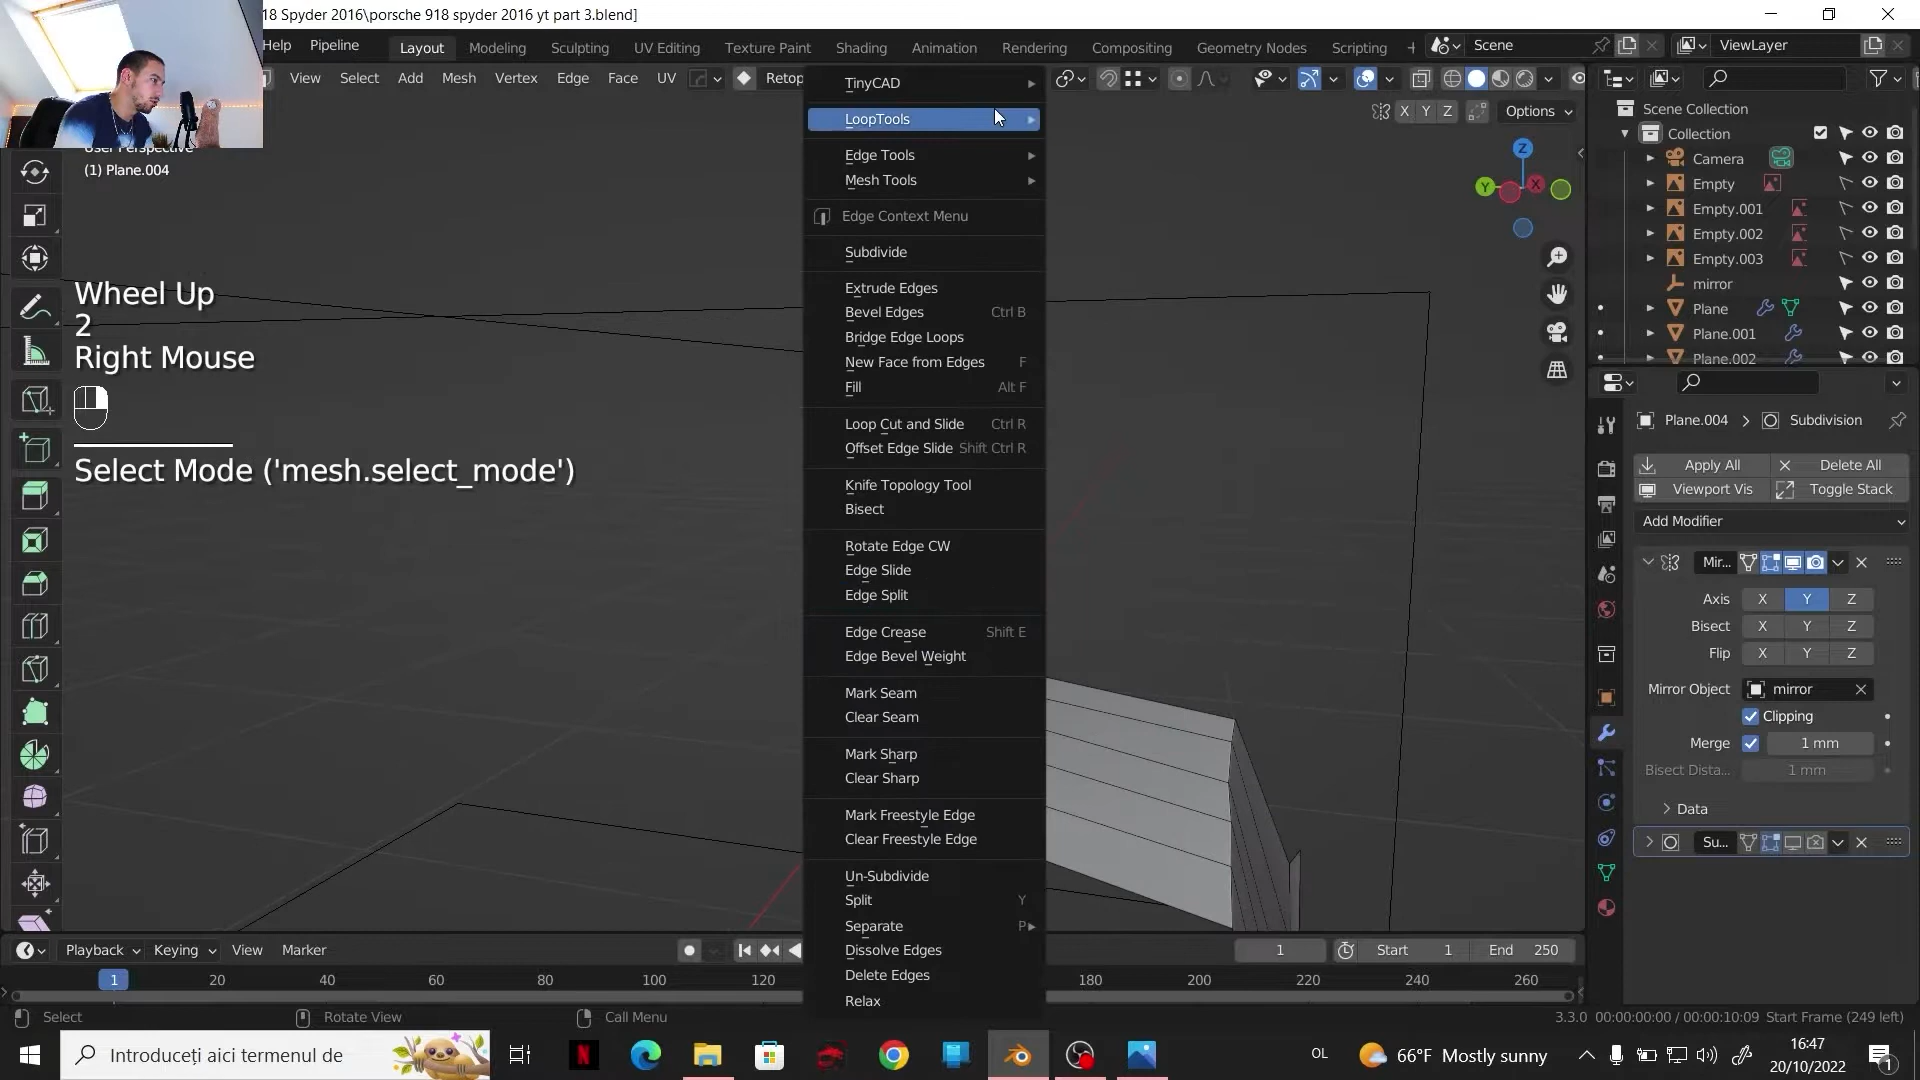 18 Spyder 2016\porsche 918 spyder 2016 yt part 3.blend]
Help Pipeline Layout Modeling Sculpting UV Editing Texture Paint Shading Animation Rendering Compositing Geometry Nodes Scripting + Scene ViewLayer
View Select Add Mesh Vertex Edge Face UV Retop
X Y Z Options
User Perspective
(1) Plane.004
Wheel Up
2
Right Mouse
Select Mode ('mesh.select_mode')
TinyCAD
LoopTools
Edge Tools
Mesh Tools
Edge Context Menu
Subdivide
Extrude Edges
Bevel Edges Ctrl B
Bridge Edge Loops
New Face from Edges F
Fill Alt F
Loop Cut and Slide Ctrl R
Offset Edge Slide Shift Ctrl R
Knife Topology Tool
Bisect
Rotate Edge CW
Edge Slide
Edge Split
Edge Crease Shift E
Edge Bevel Weight
Mark Seam
Clear Seam
Mark Sharp
Clear Sharp
Mark Freestyle Edge
Clear Freestyle Edge
Un-Subdivide
Split Y
Separate P
Dissolve Edges
Delete Edges
Relax
Z
Y X
Scene Collection
Collection
Camera
Empty
Empty.001
Empty.002
Empty.003
mirror
Plane
Plane.001
Plane.002
Plane.004 > Subdivision
Apply All Delete All
Viewport Vis Toggle Stack
Add Modifier
Mir...
Axis X Y Z
Bisect X Y Z
Flip X Y Z
Mirror Object mirror
Clipping
Merge 1 mm
Bisect Dista... 1 mm
Data
Su...
Playback Keying View Marker 1 Start 1 End 250
1 20 40 60 80 100 120 180 200 220 240 260
Select Rotate View Call Menu 3.3.0 00:00:00:00 / 00:00:10:09 Start Frame (249 left)
Introduceți aici termenul de OL 66°F Mostly sunny 16:47
20/10/2022 1